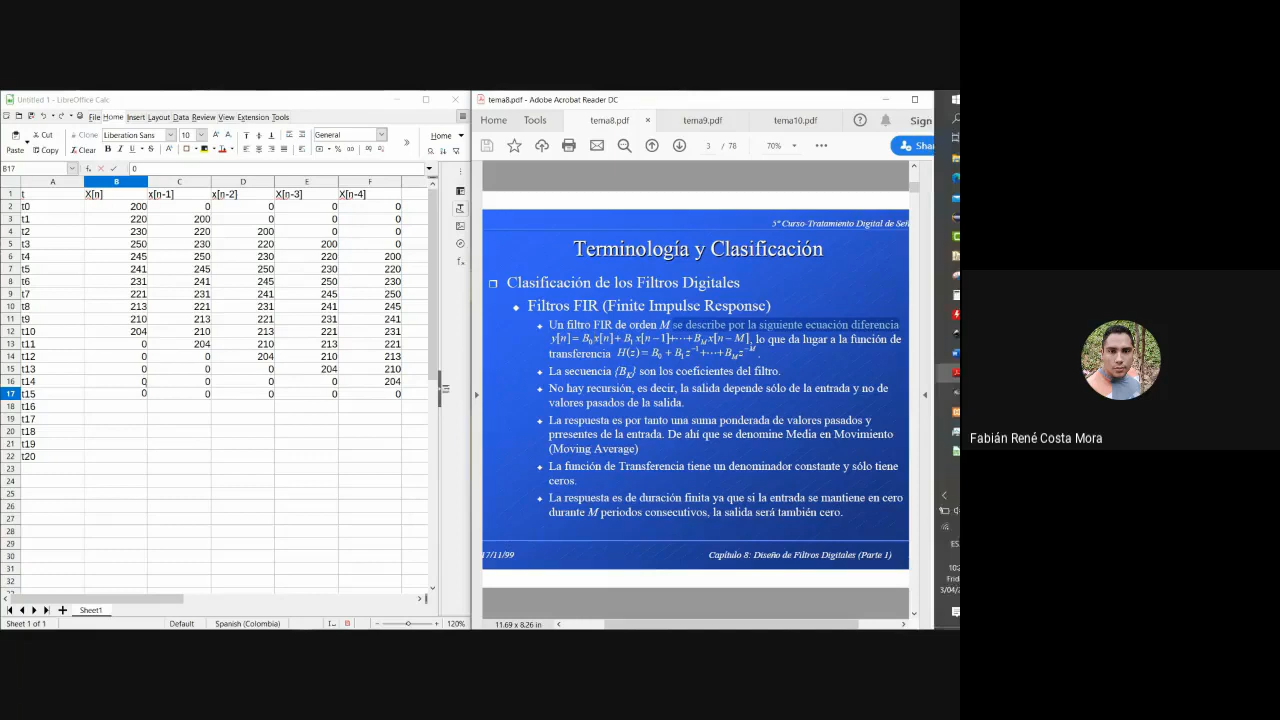 Untitled 1 - LibreOffice Calc
File Home Insert Layout Data Review View Extension Tools
Cut Clone Liberation Sans 10 General Home
Paste Copy Clear
B17 0
A B C D E F
1 t X[n] x[n-1] x[n-2] X[n-3] X[n-4]
2 t0 200 0 0 0 0
3 t1 220 200 0 0 0
4 t2 230 220 200 0 0
5 t3 250 230 220 200 0
6 t4 245 250 230 220 200
7 t5 241 245 250 230 220
8 t6 231 241 245 250 230
9 t7 221 231 241 245 250
10 t8 213 221 231 241 245
11 t9 210 213 221 231 241
12 t10 204 210 213 221 231
13 t11 0 204 210 213 221
14 t12 0 0 204 210 213
15 t13 0 0 0 204 210
16 t14 0 0 0 0 204
17 t15 0 0 0 0 0
18 t16
19 t17
20 t18
21 t19
22 t20
23
24
25
26
27
28
29
30
31
32
Sheet1
Sheet 1 of 1 Default Spanish (Colombia) 120%
tema8.pdf - Adobe Acrobat Reader DC
Home Tools tema8.pdf tema9.pdf tema10.pdf Sign
3 / 78 70% Shar
5º Curso-Tratamiento Digital de Señ
Terminología y Clasificación
Clasificación de los Filtros Digitales
Filtros FIR (Finite Impulse Response)
Un filtro FIR de orden M se describe por la siguiente ecuación diferencia
y[n] = B₀x[n] + B₁x[n−1]+···+B_M x[n−M], lo que da lugar a la función de
transferencia H(z) = B₀ + B₁z⁻¹+···+B_M z⁻ᴹ.
La secuencia {B_K} son los coeficientes del filtro.
No hay recursión, es decir, la salida depende sólo de la entrada y no de
valores pasados de la salida.
La respuesta es por tanto una suma ponderada de valores pasados y
prresentes de la entrada. De ahí que se denomine Media en Movimiento
(Moving Average)
La función de Transferencia tiene un denominador constante y sólo tiene
ceros.
La respuesta es de duración finita ya que si la entrada se mantiene en cero
durante M periodos consecutivos, la salida será también cero.
17/11/99 Capítulo 8: Diseño de Filtros Digitales (Parte 1)
11.69 x 8.26 in
Fabián René Costa Mora